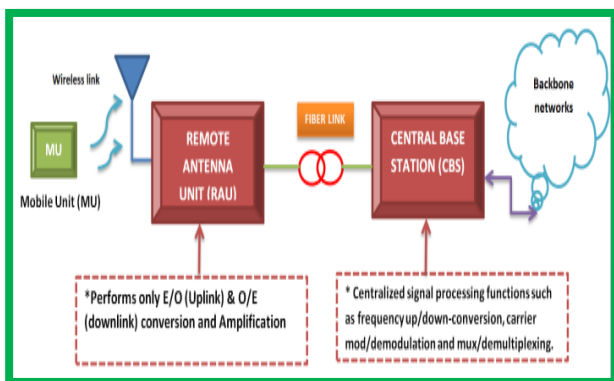 Wireless link
MU
Mobile Unit (MU)
REMOTE
ANTENNA
UNIT (RAU)
FIBER LINK
CENTRAL BASE
STATION (CBS)
Backbone
networks
*Performs only E/O (Uplink) & O/E
(downlink) conversion and Amplification
* Centralized signal processing functions such
as frequency up/down-conversion, carrier
mod/demodulation and mux/demultiplexing.